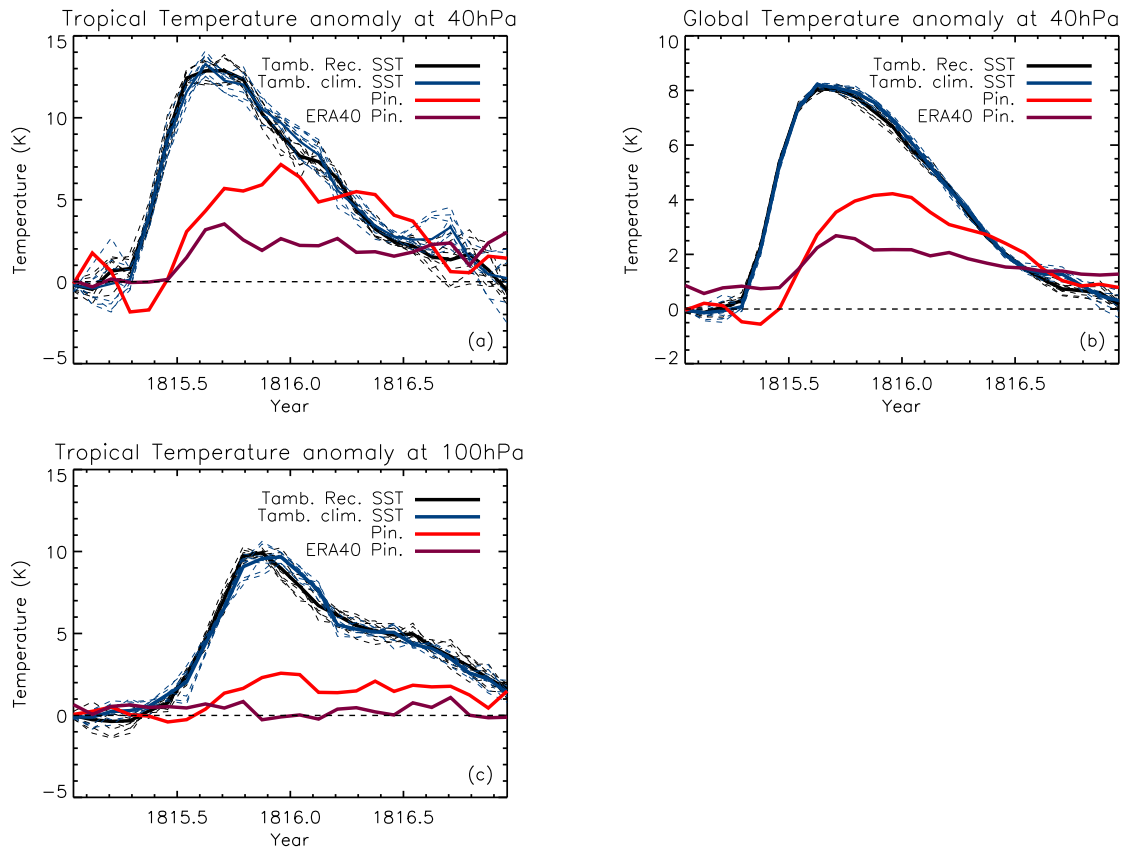 Tropical Temperature anomaly at 40hPa
15
10
5
0
−5
Temperature (K)
Tamb. Rec. SST
Tamb. clim. SST
Pin.
ERA40 Pin.
(a)
1815.5 1816.0 1816.5
Year
Global Temperature anomaly at 40hPa
10
8
6
4
2
0
−2
Temperature (K)
Tamb. Rec. SST
Tamb. clim. SST
Pin.
ERA40 Pin.
(b)
1815.5 1816.0 1816.5
Year
Tropical Temperature anomaly at 100hPa
15
10
5
0
−5
Temperature (K)
Tamb. Rec. SST
Tamb. clim. SST
Pin.
ERA40 Pin.
(c)
1815.5 1816.0 1816.5
Year